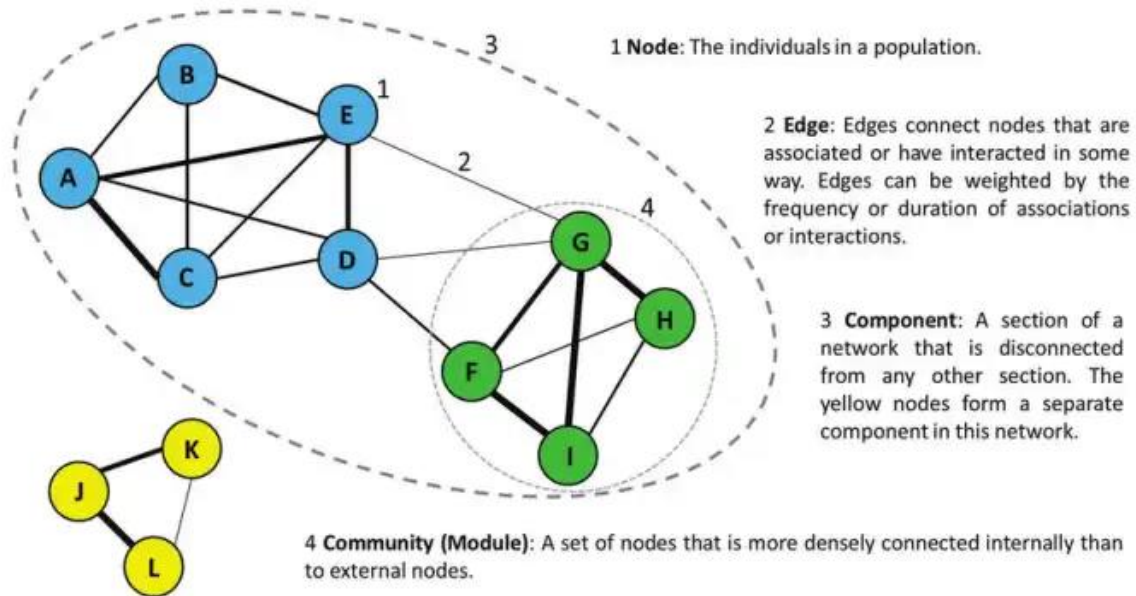 3
1 Node: The individuals in a population.
B
1
E
2 Edge: Edges connect nodes that are
associated or have interacted in some
way. Edges can be weighted by the
frequency or duration of associations
or interactions.
2
A
4
G
D
C
H
3 Component: A section of a
network that is disconnected
from any other section. The
yellow nodes form a separate
component in this network.
F
I
K
J
L
4 Community (Module): A set of nodes that is more densely connected internally than
to external nodes.